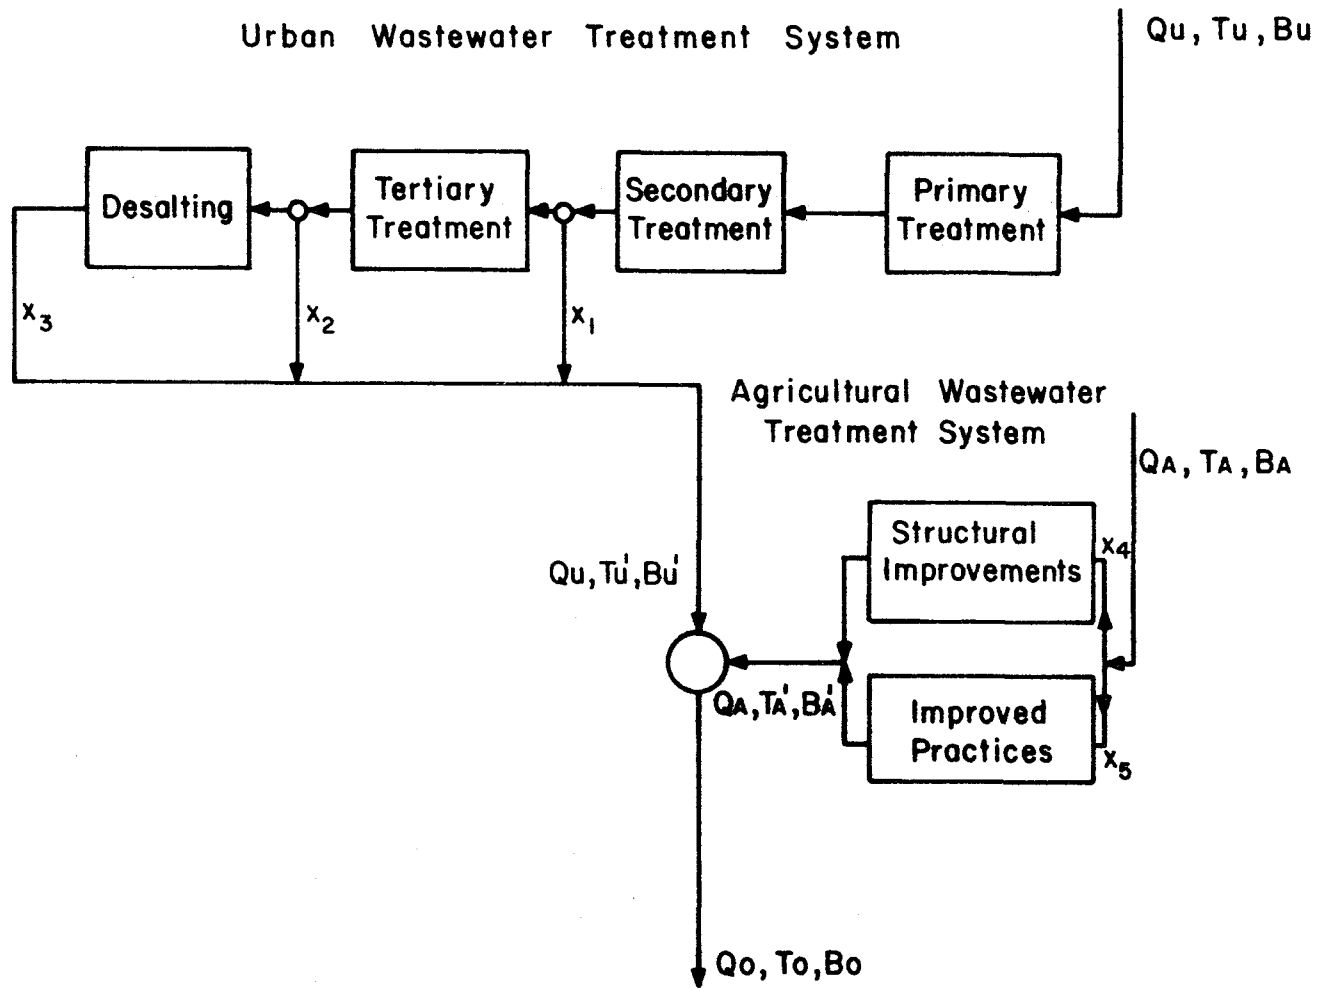 Urban Wastewater Treatment System
Qu, Tu, Bu
Desalting
Tertiary
Treatment
Secondary
Treatment
Primary
Treatment
x3
x2
x1
Agricultural Wastewater
Treatment System
QA, TA, BA
Structural
Improvements
x4
Qu, Tu', Bu'
QA, TA', BA'
Improved
Practices
x5
Qo, To, Bo